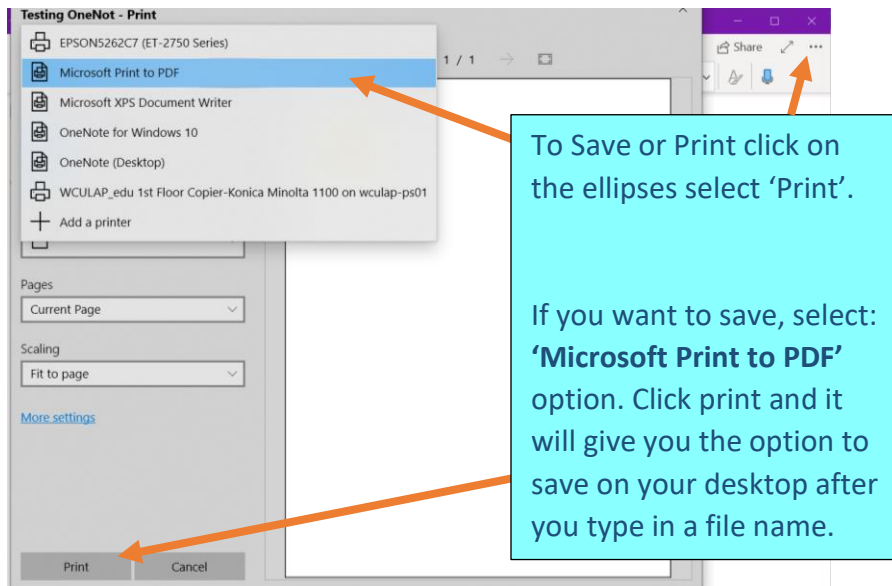 Testing OneNot - Print
EPSON5262C7 (ET-2750 Series)
Microsoft Print to PDF
Microsoft XPS Document Writer
OneNote for Windows 10
OneNote (Desktop)
WCULAP_edu 1st Floor Copier-Konica Minolta 1100 on wculap-ps01
Add a printer
Pages
Current Page
Scaling
Fit to page
More settings
Print Cancel
1 / 1
Share
To Save or Print click on
the ellipses select ‘Print’.
If you want to save, select:
‘Microsoft Print to PDF’
option. Click print and it
will give you the option to
save on your desktop after
you type in a file name.